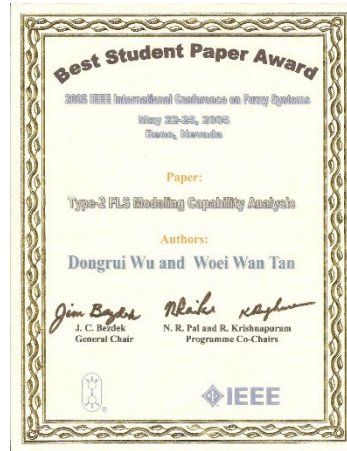 Best Student Paper Award
2005 IEEE International Conference on Fuzzy Systems
May 22-25, 2005
Reno, Nevada
Paper:
Type-2 FLS Modeling Capability Analysis
Authors:
Dongrui Wu and Woei Wan Tan
Jim Bezdek
J. C. Bezdek
General Chair
N. R. Pal and R. Krishnapuram
Programme Co-Chairs
IEEE